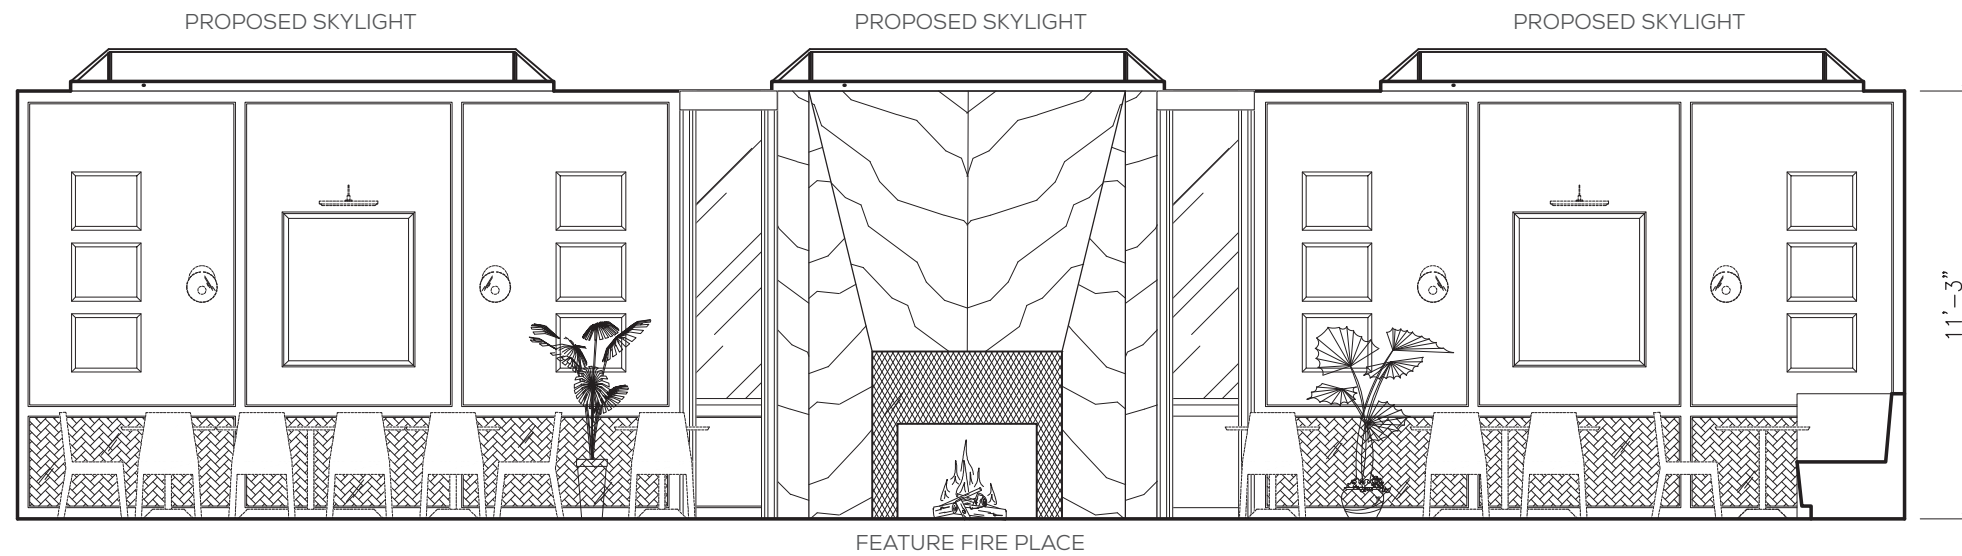 PROPOSED SKYLIGHT
PROPOSED SKYLIGHT
PROPOSED SKYLIGHT
11'-3"
FEATURE FIRE PLACE